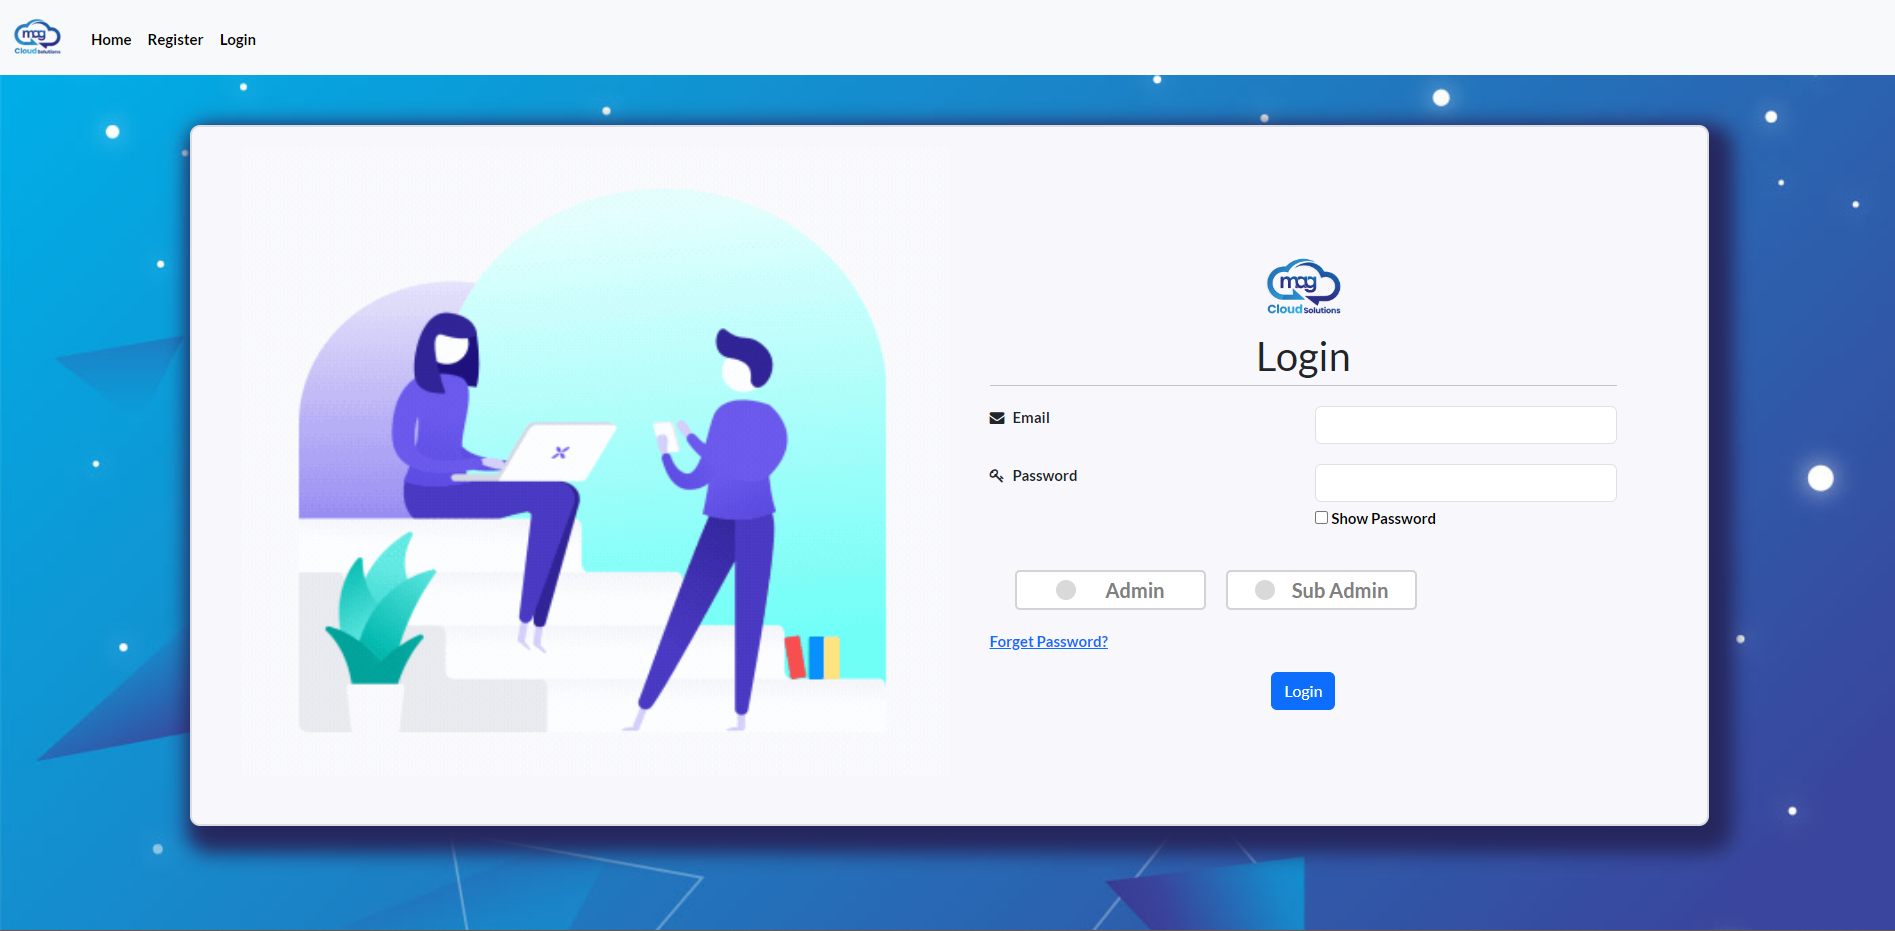 mag
Cloud Solutions
Home Register Login
mag
Cloud Solutions
Login
Email
Password
Show Password
Admin Sub Admin
Forget Password?
Login